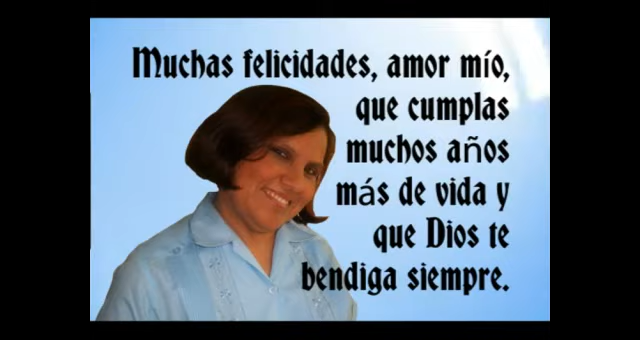 Muchas felicidades, amor mío,
que cumplas
muchos años
más de vida y
que Dios te
bendiga siempre.